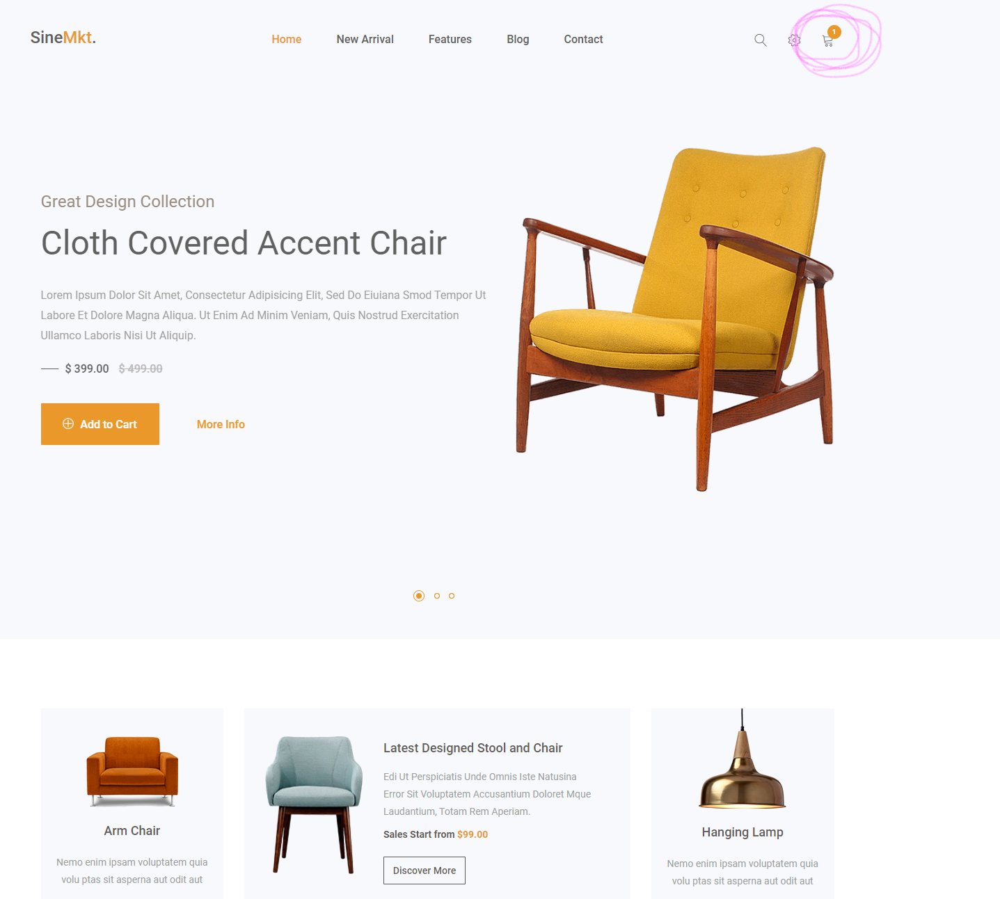 SineMkt.
Home New Arrival Features Blog Contact
1
Great Design Collection
Cloth Covered Accent Chair
Lorem Ipsum Dolor Sit Amet, Consectetur Adipisicing Elit, Sed Do Eiuiana Smod Tempor Ut
Labore Et Dolore Magna Aliqua. Ut Enim Ad Minim Veniam, Quis Nostrud Exercitation
Ullamco Laboris Nisi Ut Aliquip.
$ 399.00 $ 499.00
Add to Cart More Info
Arm Chair
Nemo enim ipsam voluptatem quia
volu ptas sit asperna aut odit aut
Latest Designed Stool and Chair
Edi Ut Perspiciatis Unde Omnis Iste Natusina
Error Sit Voluptatem Accusantium Doloret Mque
Laudantium, Totam Rem Aperiam.
Sales Start from $99.00
Discover More
Hanging Lamp
Nemo enim ipsam voluptatem quia
volu ptas sit asperna aut odit aut